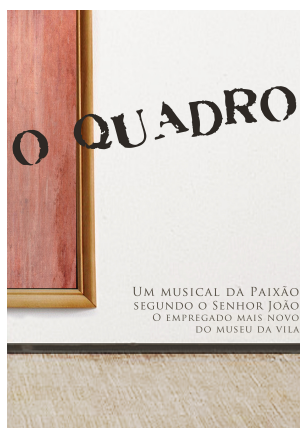 O QUADRO
UM MUSICAL DA PAIXÃO
SEGUNDO O SENHOR JOÃO
O EMPREGADO MAIS NOVO
DO MUSEU DA VILA